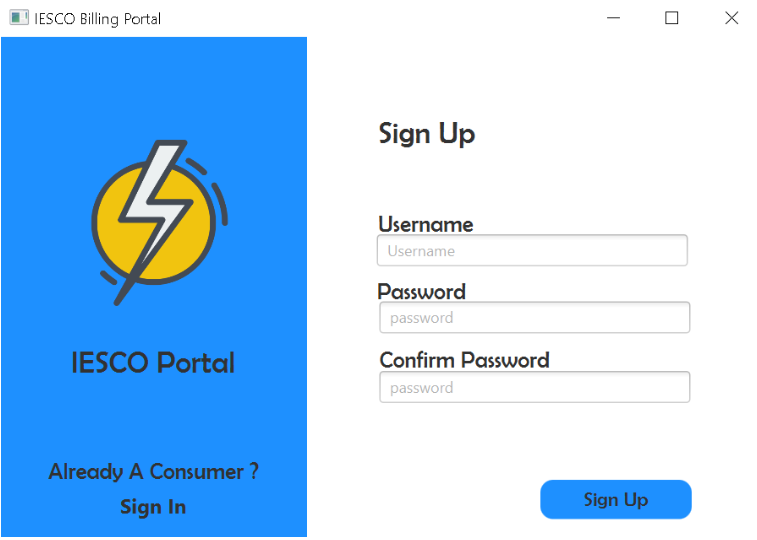 IESCO Billing Portal
IESCO Portal
Already A Consumer ?
Sign In
Sign Up
Username
Username
Password
password
Confirm Password
password
Sign Up